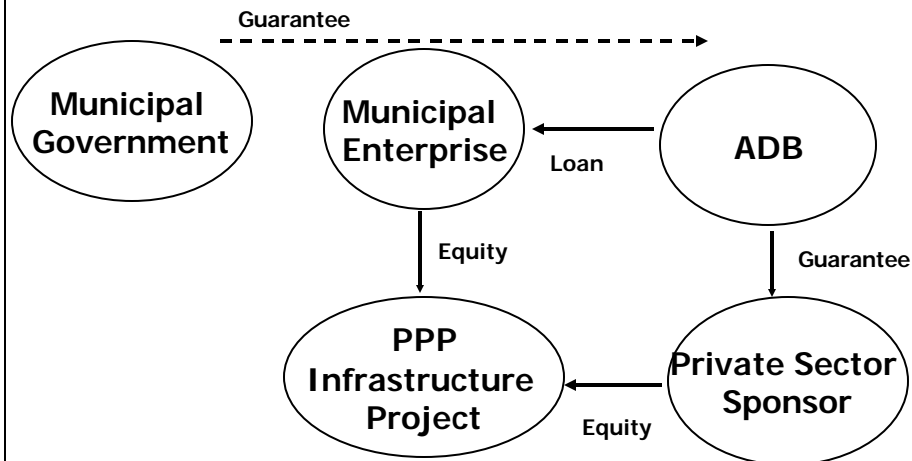 Guarantee
Municipal
Government
Municipal
Enterprise
ADB
Loan
Equity
Guarantee
PPP
Infrastructure
Project
Private Sector
Sponsor
Equity